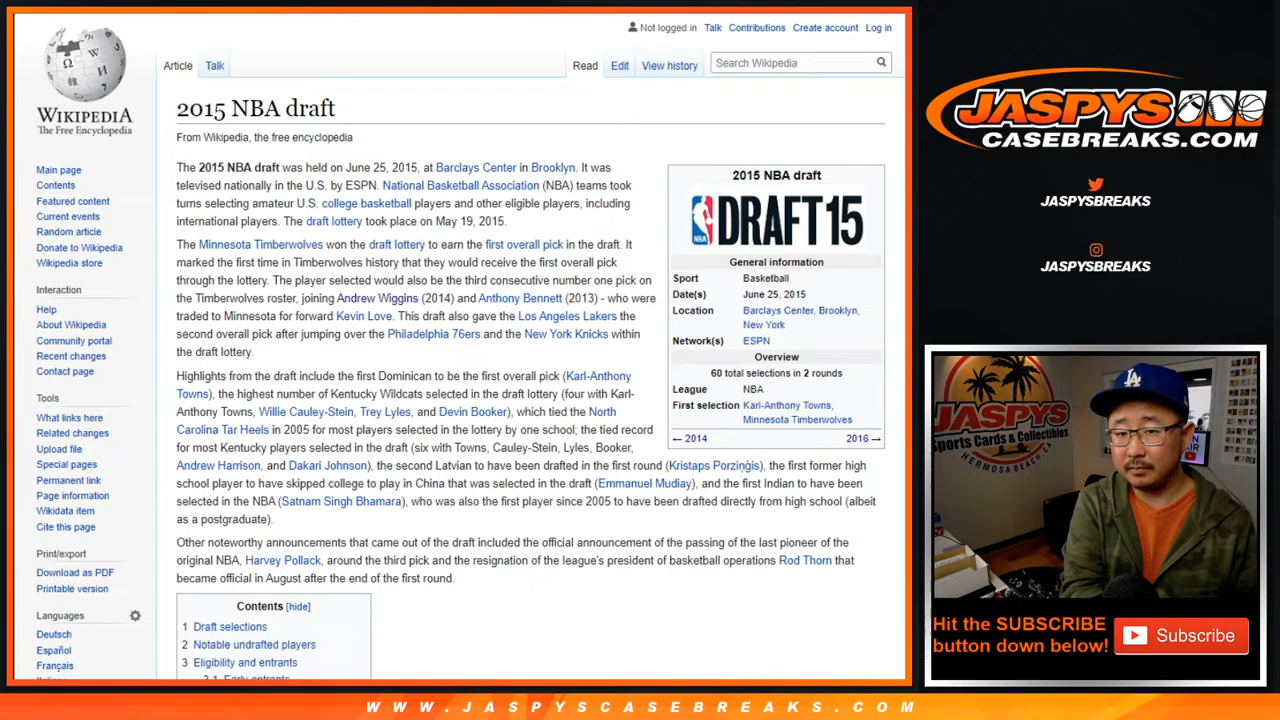 Not logged in Talk Contributions Create account Log in
Article Talk Read Edit View history Search Wikipedia
WIKIPEDIA
The Free Encyclopedia
Main page
Contents
Featured content
Current events
Random article
Donate to Wikipedia
Wikipedia store
Interaction
Help
About Wikipedia
Community portal
Recent changes
Contact page
Tools
What links here
Related changes
Upload file
Special pages
Permanent link
Page information
Wikidata item
Cite this page
Print/export
Download as PDF
Printable version
Languages
Deutsch
Español
Français
2015 NBA draft
From Wikipedia, the free encyclopedia
The 2015 NBA draft was held on June 25, 2015, at Barclays Center in Brooklyn. It was
televised nationally in the U.S. by ESPN. National Basketball Association (NBA) teams took
turns selecting amateur U.S. college basketball players and other eligible players, including
international players. The draft lottery took place on May 19, 2015.
The Minnesota Timberwolves won the draft lottery to earn the first overall pick in the draft. It
marked the first time in Timberwolves history that they would receive the first overall pick
through the lottery. The player selected would also be the third consecutive number one pick on
the Timberwolves roster, joining Andrew Wiggins (2014) and Anthony Bennett (2013) - who were
traded to Minnesota for forward Kevin Love. This draft also gave the Los Angeles Lakers the
second overall pick after jumping over the Philadelphia 76ers and the New York Knicks within
the draft lottery.
Highlights from the draft include the first Dominican to be the first overall pick (Karl-Anthony
Towns), the highest number of Kentucky Wildcats selected in the draft lottery (four with Karl-
Anthony Towns, Willie Cauley-Stein, Trey Lyles, and Devin Booker), which tied the North
Carolina Tar Heels in 2005 for most players selected in the lottery by one school; the tied record
for most Kentucky players selected in the draft (six with Towns, Cauley-Stein, Lyles, Booker,
Andrew Harrison, and Dakari Johnson), the second Latvian to have been drafted in the first round (Kristaps Porziņģis), the first former high
school player to have skipped college to play in China that was selected in the draft (Emmanuel Mudiay), and the first Indian to have been
selected in the NBA (Satnam Singh Bhamara), who was also the first player since 2005 to have been drafted directly from high school (albeit
as a postgraduate).
Other noteworthy announcements that came out of the draft included the official announcement of the passing of the last pioneer of the
original NBA, Harvey Pollack, around the third pick and the resignation of the league's president of basketball operations Rod Thorn that
became official in August after the end of the first round.
Contents [hide]
1 Draft selections
2 Notable undrafted players
3 Eligibility and entrants
2015 NBA draft
NBA
DRAFT15
General information
Sport Basketball
Date(s) June 25, 2015
Location Barclays Center, Brooklyn,
New York
Network(s) ESPN
Overview
60 total selections in 2 rounds
League NBA
First selection Karl-Anthony Towns,
Minnesota Timberwolves
← 2014 2016 →
JASPYS
CASEBREAKS.COM
JASPYSBREAKS
JASPYSBREAKS
JASPYS
Sports Cards & Collectibles
HERMOSA BEACH, CA
LA
Hit the SUBSCRIBE
button down below!
Subscribe
WWW.JASPYSCASEBREAKS.COM